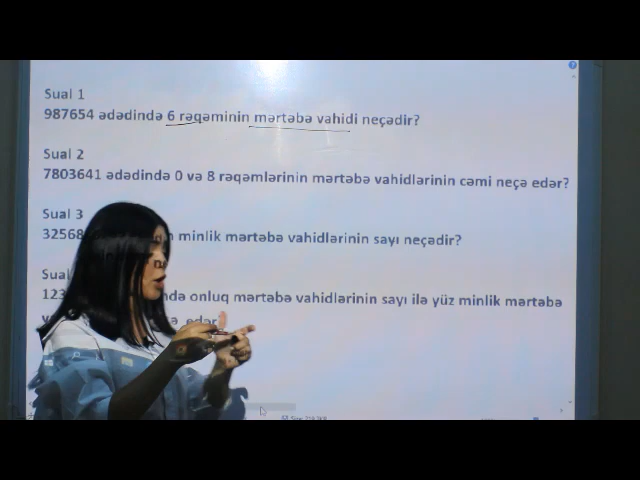 Sual 1
987654 ədədində 6 rəqəminin mərtəbə vahidi neçədir?
Sual 2
7803641 ədədində 0 və 8 rəqəmlərinin mərtəbə vahidlərinin cəmi neçə edər?
Sual 3
32568 minlik mərtəbə vahidlərinin sayı neçədir?
Sual
123 onluq mərtəbə vahidlərinin sayı ilə yüz minlik mərtəbə
edər